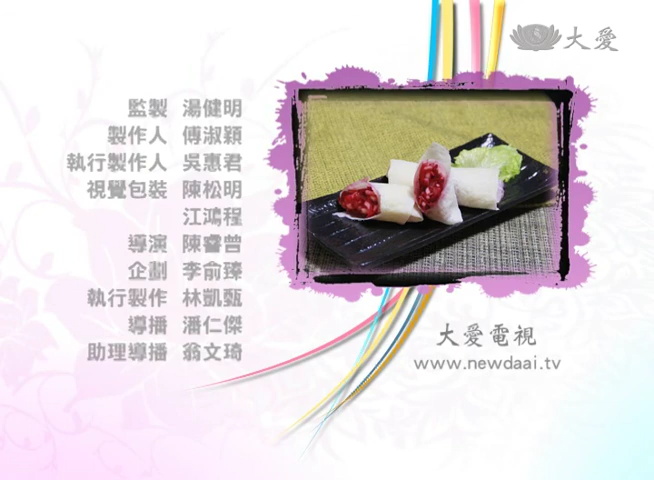 大愛
監製 湯健明
製作人 傅淑穎
執行製作人 吳惠君
視覺包裝 陳松明
江鴻程
導演 陳睿曾
企劃 李俞臻
執行製作 林凱甄
導播 潘仁傑
助理導播 翁文琦
大愛電視
www.newdaai.tv